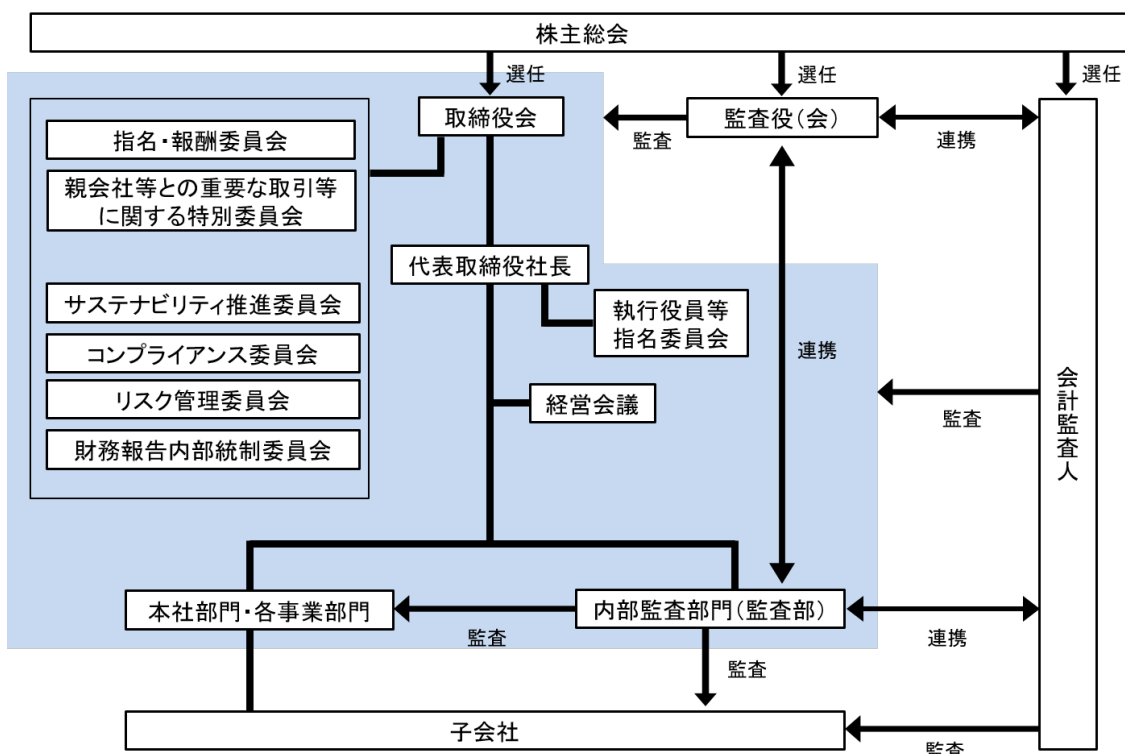 株主総会
選任
選任
選任
取締役会
監査役(会)
監査
連携
指名・報酬委員会
親会社等との重要な取引等
に関する特別委員会
代表取締役社長
サステナビリティ推進委員会
執行役員等
指名委員会
コンプライアンス委員会
連携
リスク管理委員会
経営会議
監査
会計監査人
財務報告内部統制委員会
本社部門・各事業部門
監査
内部監査部門(監査部)
連携
監査
子会社
監査